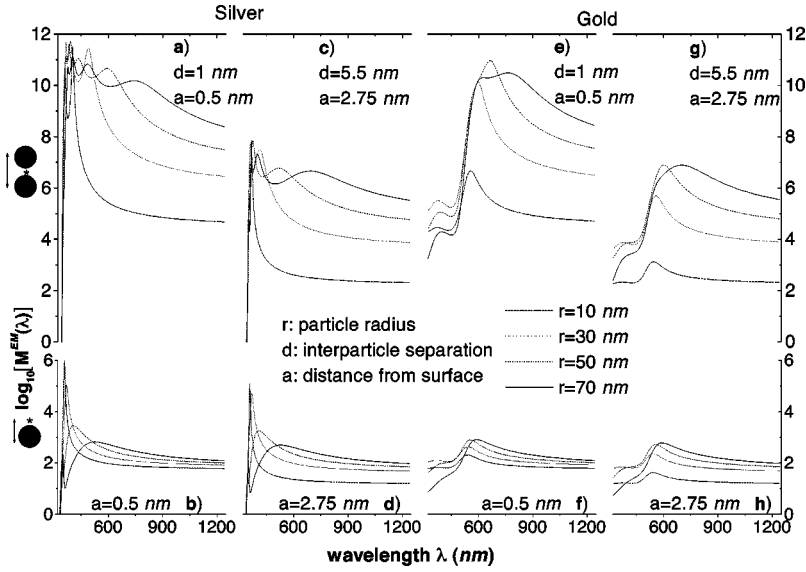 Silver Gold
12 12
a) c) e) g)
d=1 nm d=5.5 nm d=1 nm d=5.5 nm
a=0.5 nm a=2.75 nm a=0.5 nm a=2.75 nm
10 10
8 8
6 6
4 4
2 2
0 0
r: particle radius
d: interparticle separation
a: distance from surface
r=10 nm
r=30 nm
r=50 nm
r=70 nm
log10[M^EM(λ)]
6 6
4 4
2 2
0 0
* *
a=0.5 nm b) a=2.75 nm d) a=0.5 nm f) a=2.75 nm h)
600 900 1200 600 900 1200 600 900 1200 600 900 1200
wavelength λ (nm)